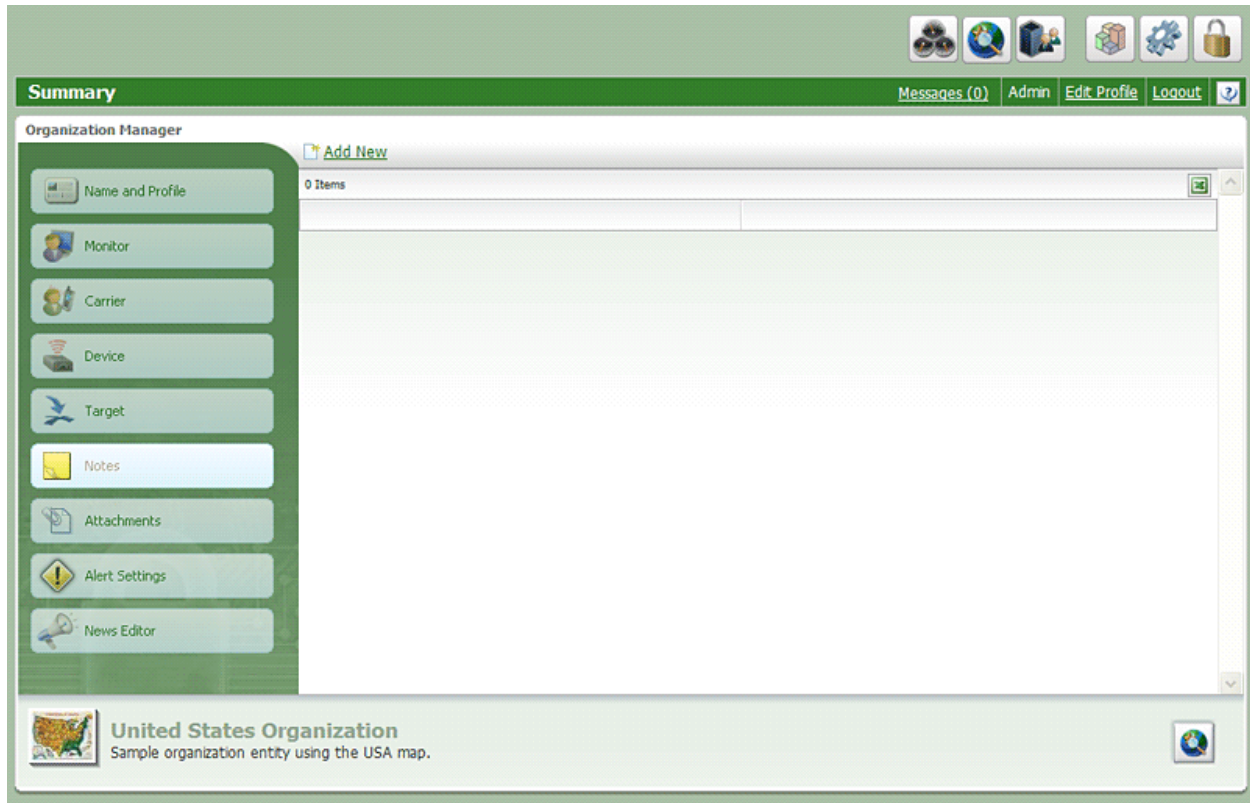 Summary
Messages (0) Admin Edit Profile Logout
Organization Manager
Add New
Name and Profile
0 Items
Monitor
Carrier
Device
Target
Notes
Attachments
Alert Settings
News Editor
United States Organization
Sample organization entity using the USA map.